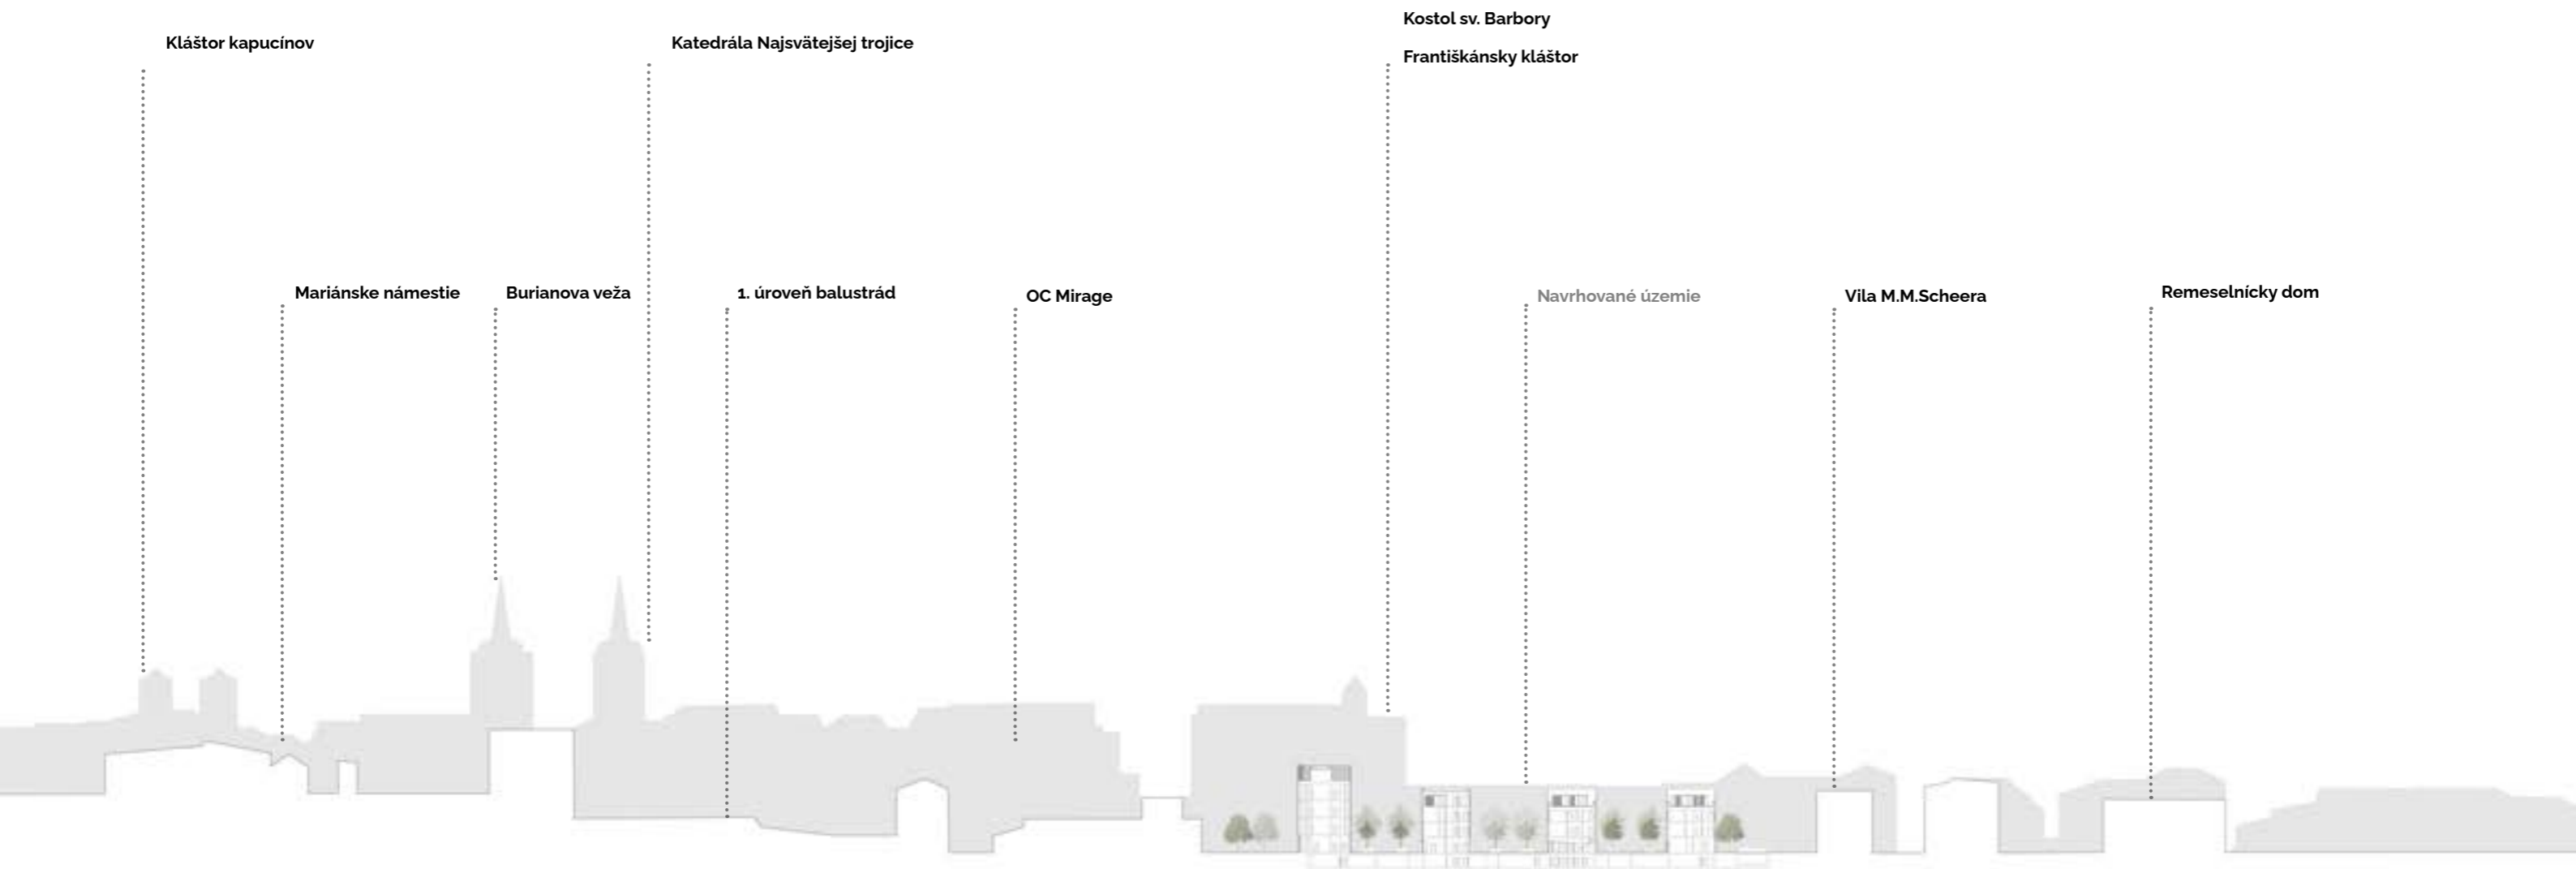 Kostol sv. Barbory
Kláštor kapucínov
Katedrála Najsvätejšej trojice
Františkánsky kláštor
Mariánske námestie
Burianova veža
1. úroveň balustrád
OC Mirage
Navrhované územie
Vila M.M.Scheera
Remeselnícky dom